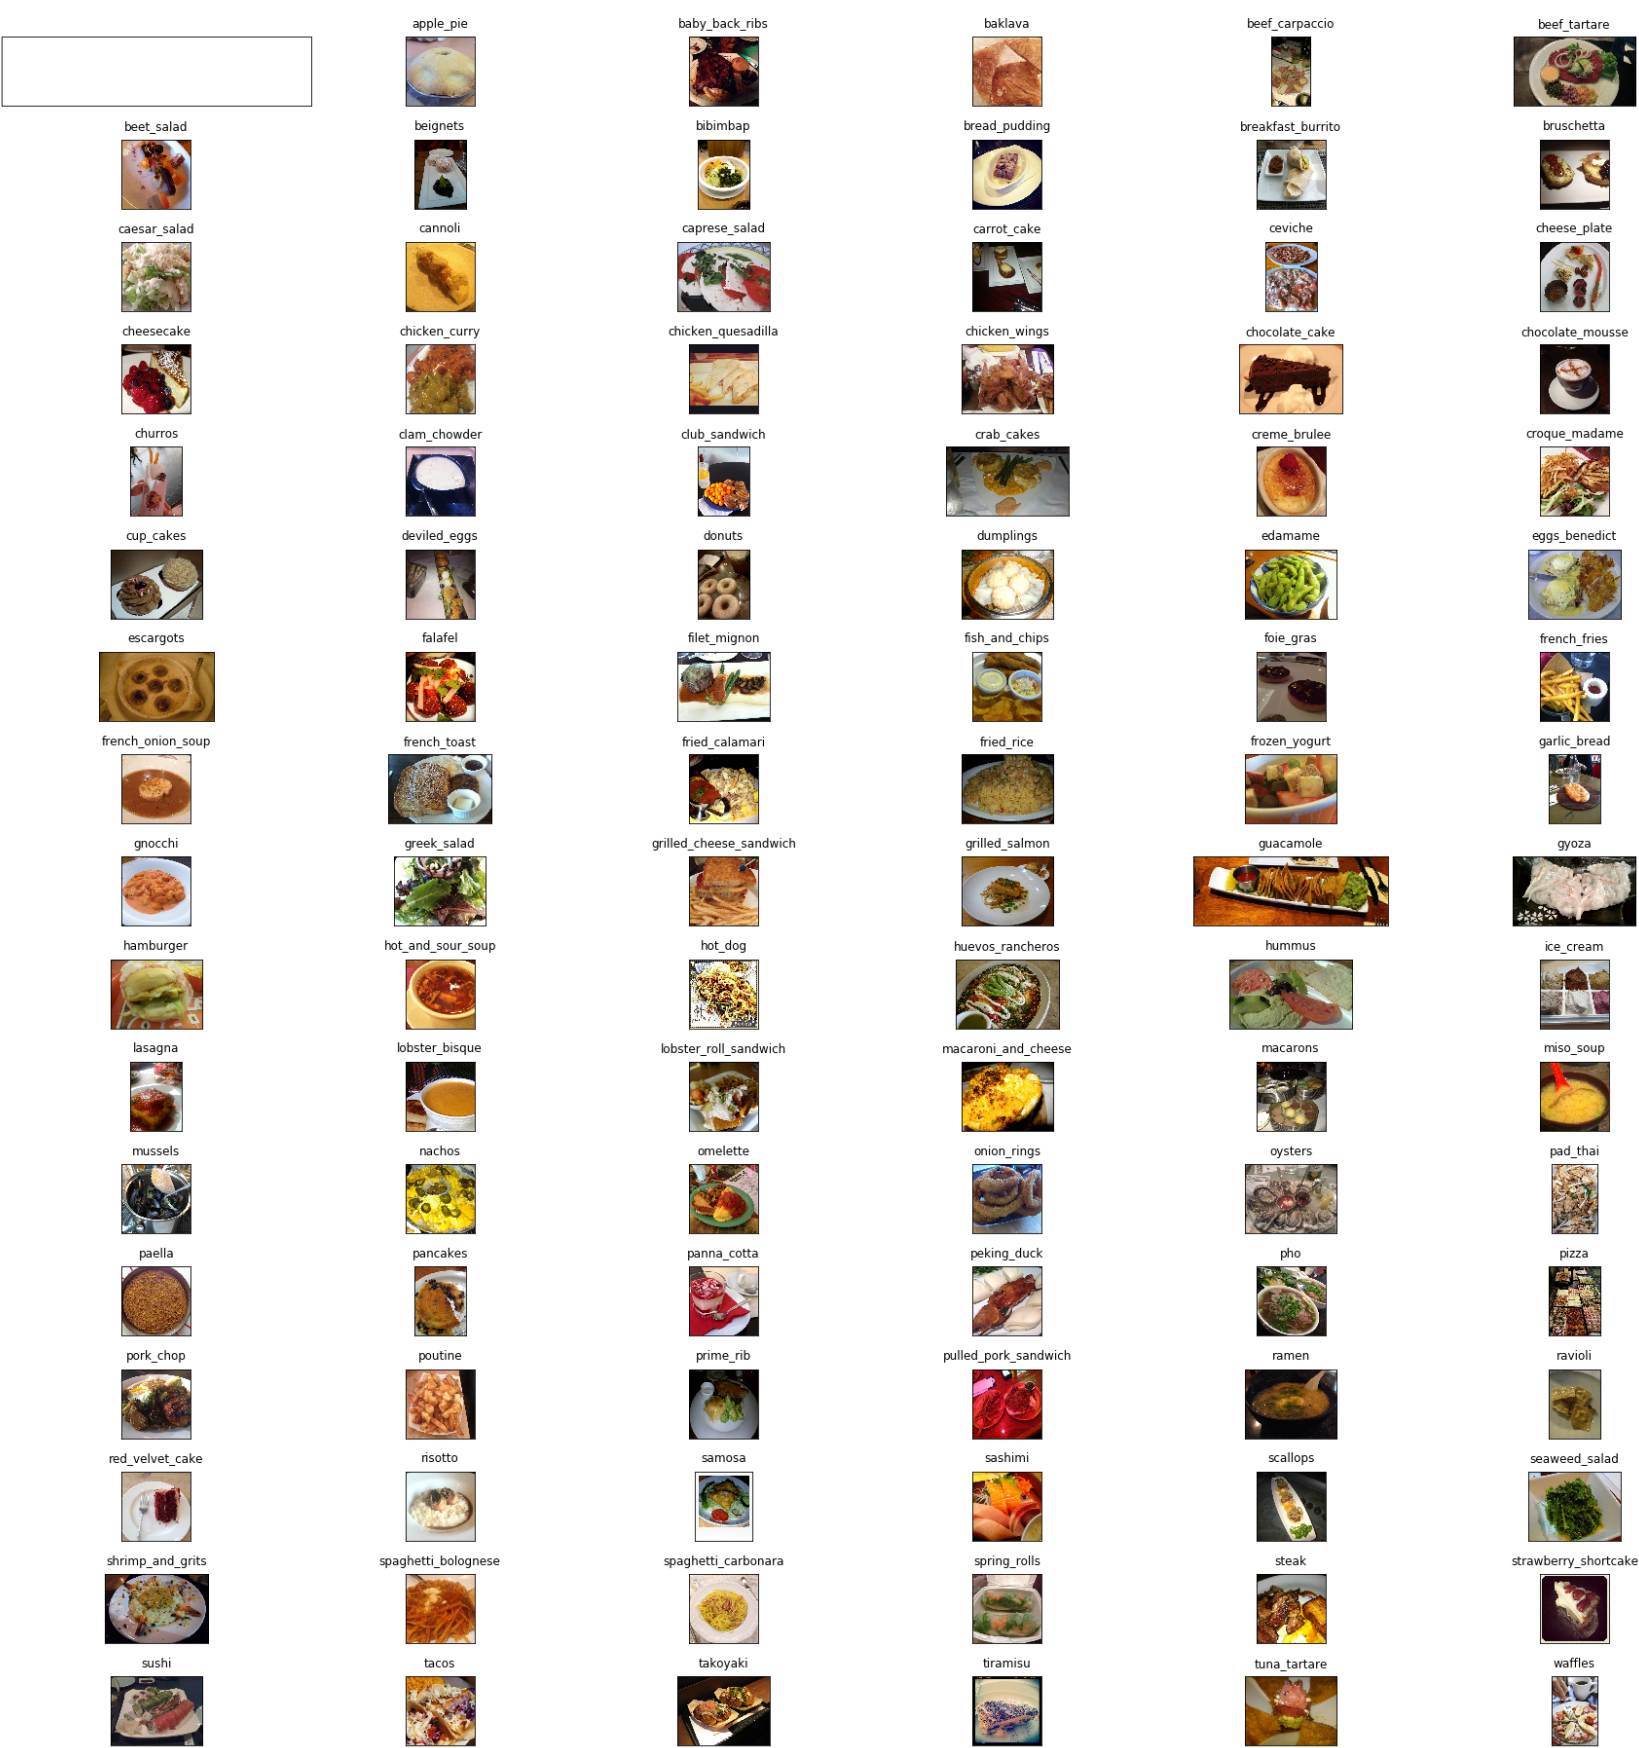 apple_pie baby_back_ribs baklava beef_carpaccio beef_tartare
beet_salad beignets bibimbap bread_pudding breakfast_burrito bruschetta
caesar_salad cannoli caprese_salad carrot_cake ceviche cheese_plate
cheesecake chicken_curry chicken_quesadilla chicken_wings chocolate_cake chocolate_mousse
churros clam_chowder club_sandwich crab_cakes creme_brulee croque_madame
cup_cakes deviled_eggs donuts dumplings edamame eggs_benedict
escargots falafel filet_mignon fish_and_chips foie_gras french_fries
french_onion_soup french_toast fried_calamari fried_rice frozen_yogurt garlic_bread
gnocchi greek_salad grilled_cheese_sandwich grilled_salmon guacamole gyoza
hamburger hot_and_sour_soup hot_dog huevos_rancheros hummus ice_cream
lasagna lobster_bisque lobster_roll_sandwich macaroni_and_cheese macarons miso_soup
mussels nachos omelette onion_rings oysters pad_thai
paella pancakes panna_cotta peking_duck pho pizza
pork_chop poutine prime_rib pulled_pork_sandwich ramen ravioli
red_velvet_cake risotto samosa sashimi scallops seaweed_salad
shrimp_and_grits spaghetti_bolognese spaghetti_carbonara spring_rolls steak strawberry_shortcake
sushi tacos takoyaki tiramisu tuna_tartare waffles